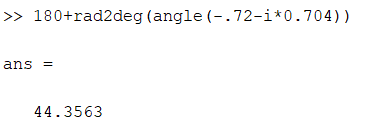 >> 180+rad2deg(angle(-.72-i*0.704))
ans =
44.3563